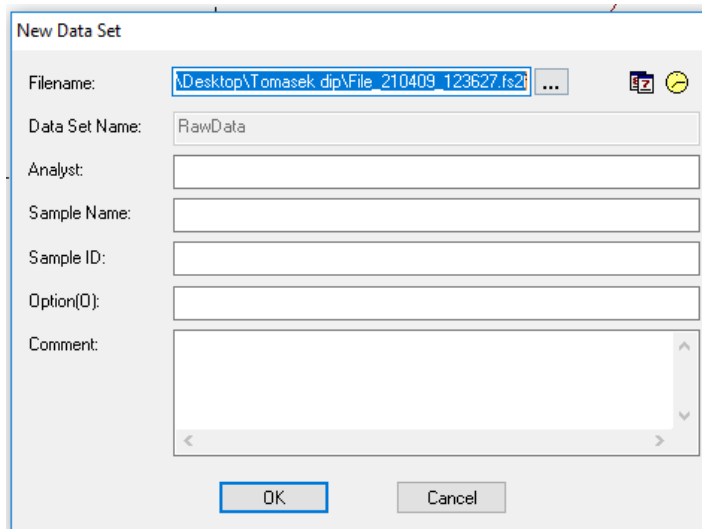 New Data Set
Filename: \Desktop\Tomasek dip\File_210409_123627.fs2f ...
Data Set Name: RawData
Analyst:
Sample Name:
Sample ID:
Option(O):
Comment:
OK Cancel